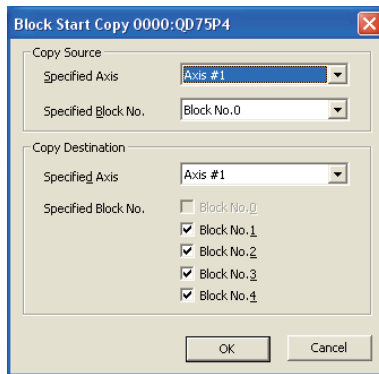 Block Start Copy 0000:QD75P4
Copy Source
Specified Axis Axis #1
Specified Block No. Block No.0
Copy Destination
Specified Axis Axis #1
Specified Block No. Block No.0
Block No.1
Block No.2
Block No.3
Block No.4
OK Cancel